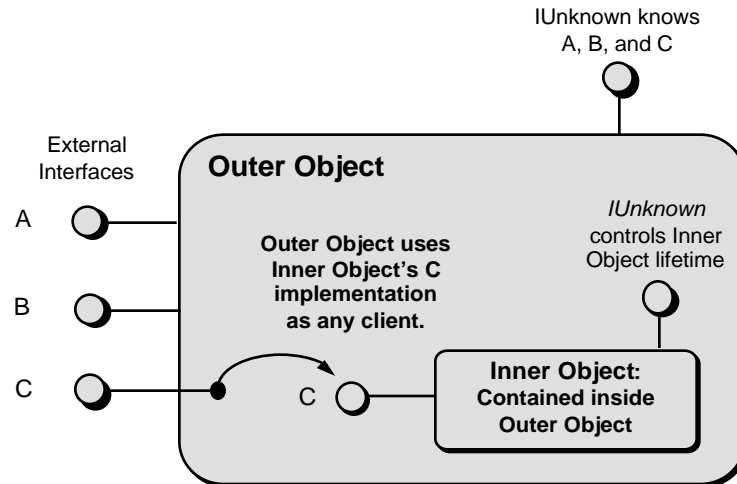 IUnknown knows
A, B, and C
External
Interfaces
Outer Object
A
IUnknown
controls Inner
Object lifetime
Outer Object uses
Inner Object’s C
implementation
as any client.
B
C
C
Inner Object:
Contained inside
Outer Object